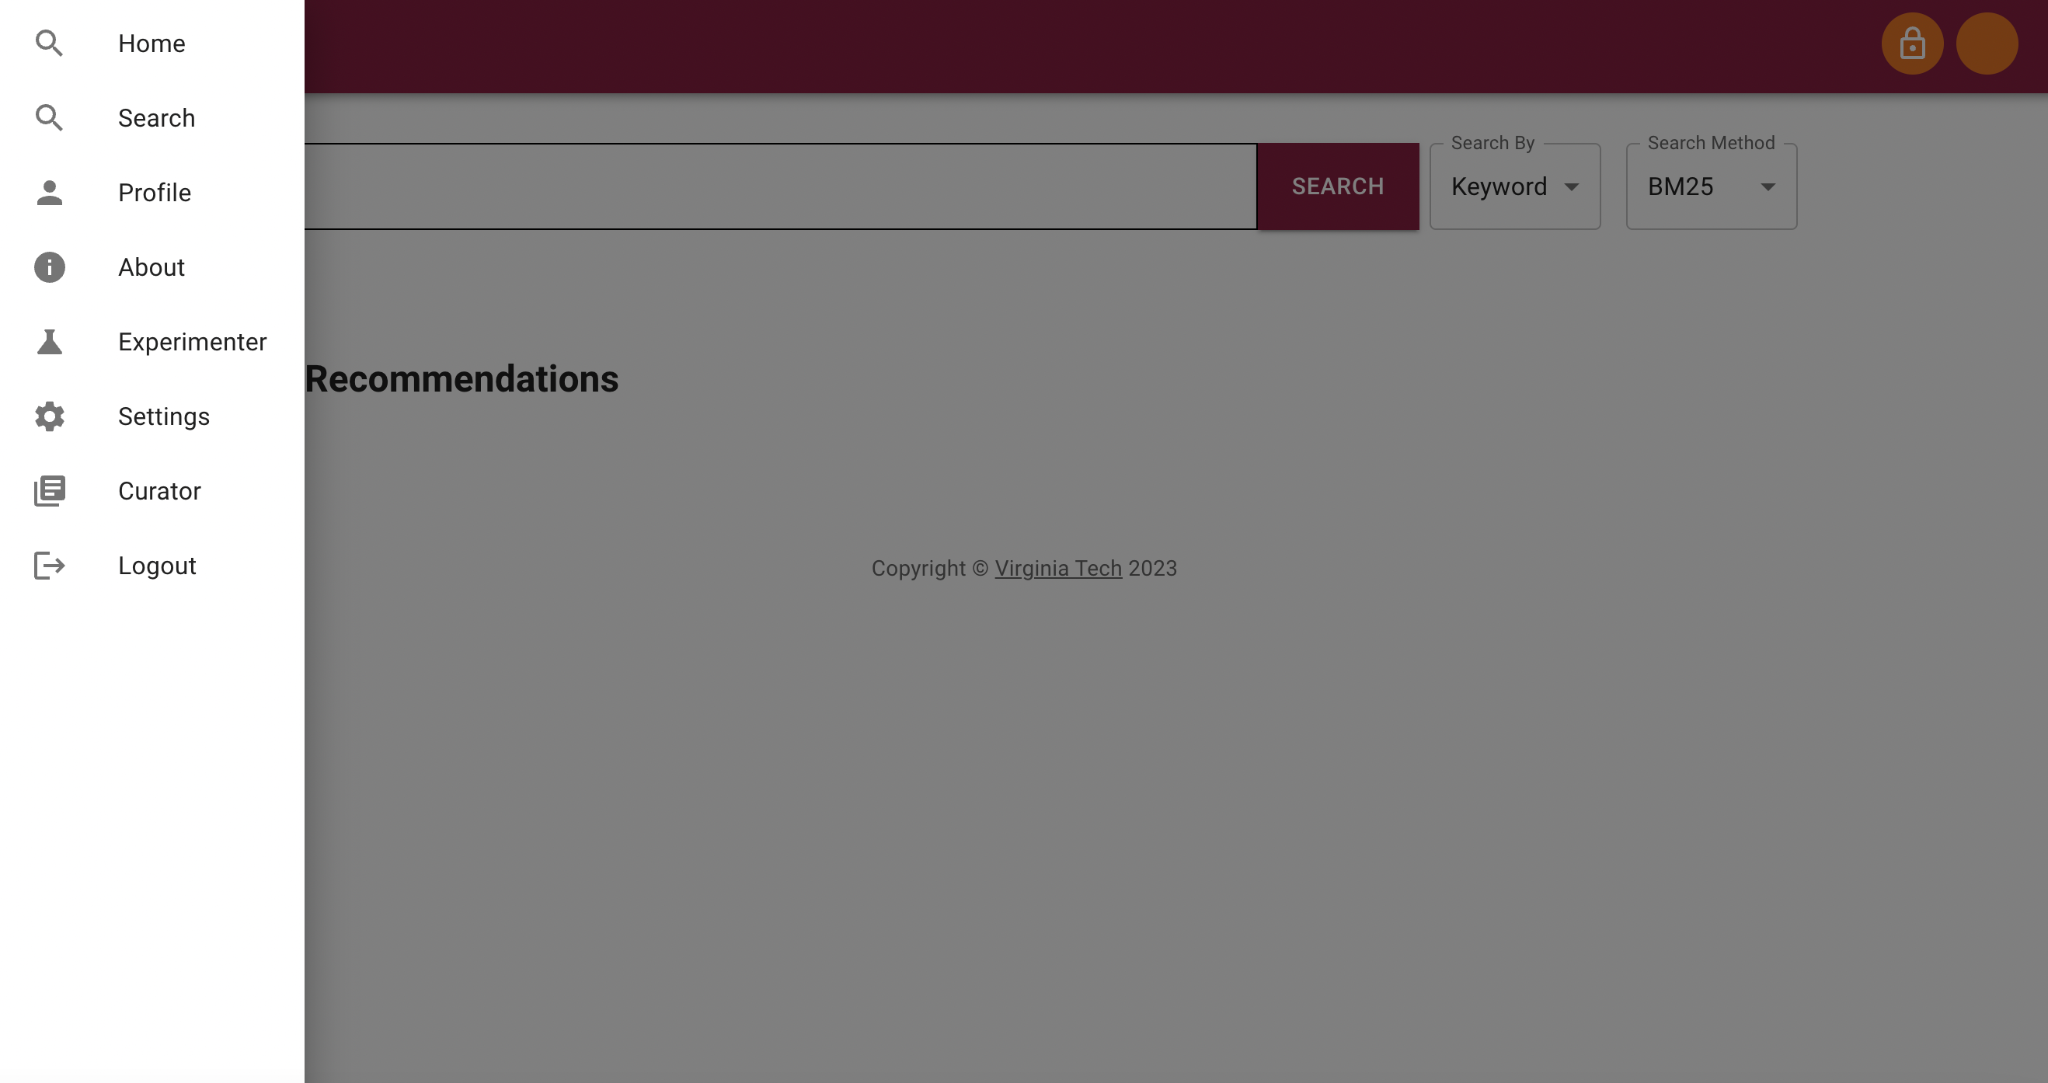 Home
Search
Profile
About
Experimenter
Settings
Curator
Logout
SEARCH
Search By
Keyword
Search Method
BM25
Recommendations
Copyright © Virginia Tech 2023